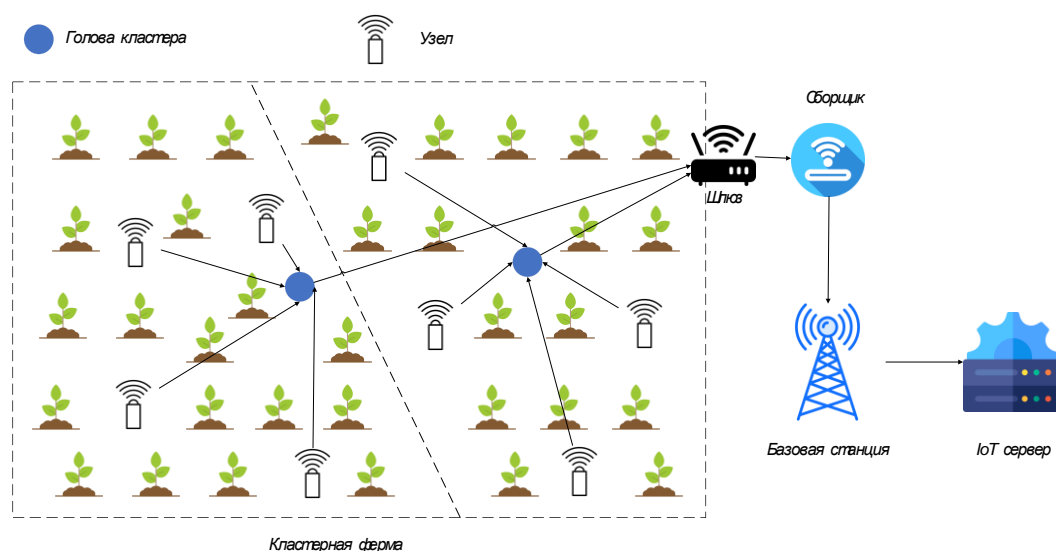 Голова кластера
Узел
Сборщик
Шлюз
Базовая станция
IoT сервер
Кластерная ферма